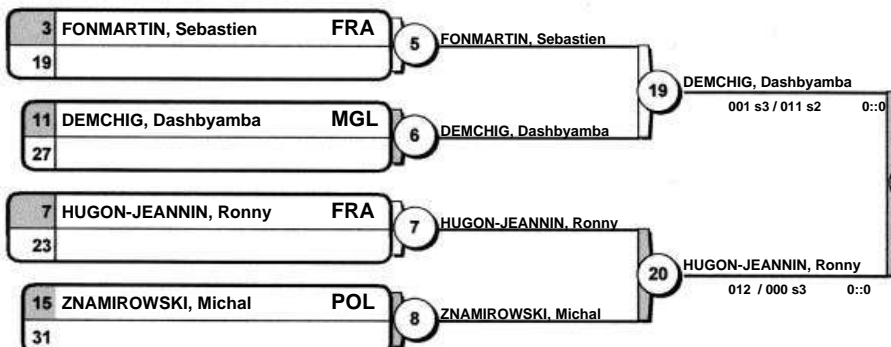 3 FONMARTIN, Sebastien FRA
19
5
FONMARTIN, Sebastien
11 DEMCHIG, Dashbyamba MGL
27
6
DEMCHIG, Dashbyamba
19
DEMCHIG, Dashbyamba
001 s3 / 011 s2 0::0
7 HUGON-JEANNIN, Ronny FRA
23
7
HUGON-JEANNIN, Ronny
15 ZNAMIROWSKI, Michal POL
31
8
ZNAMIROWSKI, Michal
20
HUGON-JEANNIN, Ronny
012 / 000 s3 0::0